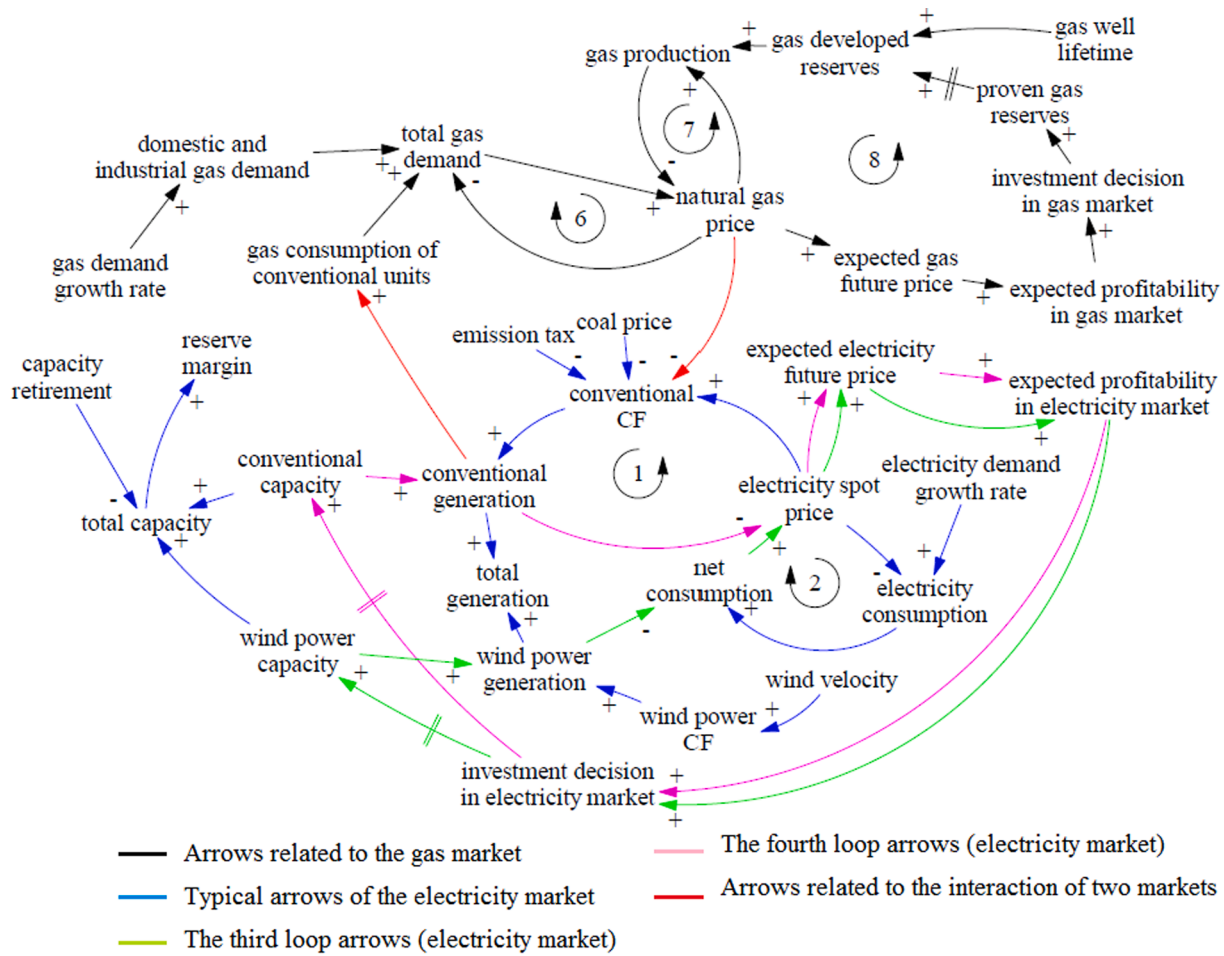 gas production
gas developed
reserves
gas well
lifetime
proven gas
reserves
domestic and
industrial gas demand
total gas
demand
7
8
investment decision
in gas market
natural gas
price
6
gas demand
growth rate
gas consumption of
conventional units
expected gas
future price
expected profitability
in gas market
emission tax
coal price
reserve
margin
capacity
retirement
expected electricity
future price
expected profitability
in electricity market
conventional
CF
1
conventional
capacity
conventional
generation
electricity spot
price
electricity demand
growth rate
total capacity
total
generation
net
consumption
2
electricity
consumption
wind power
capacity
wind power
generation
wind velocity
wind power
CF
investment decision
in electricity market
Arrows related to the gas market
Typical arrows of the electricity market
The third loop arrows (electricity market)
The fourth loop arrows (electricity market)
Arrows related to the interaction of two markets